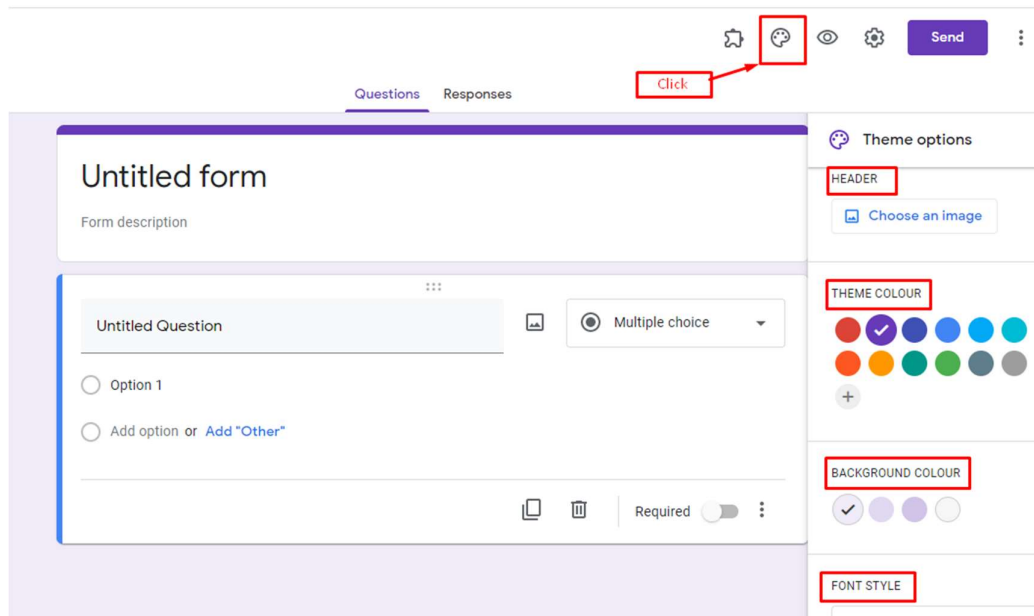 Send
Click
Questions Responses
Theme options
Untitled form
HEADER
Choose an image
Form description
THEME COLOUR
Untitled Question
Multiple choice
Option 1
Add option or Add "Other"
BACKGROUND COLOUR
Required
FONT STYLE